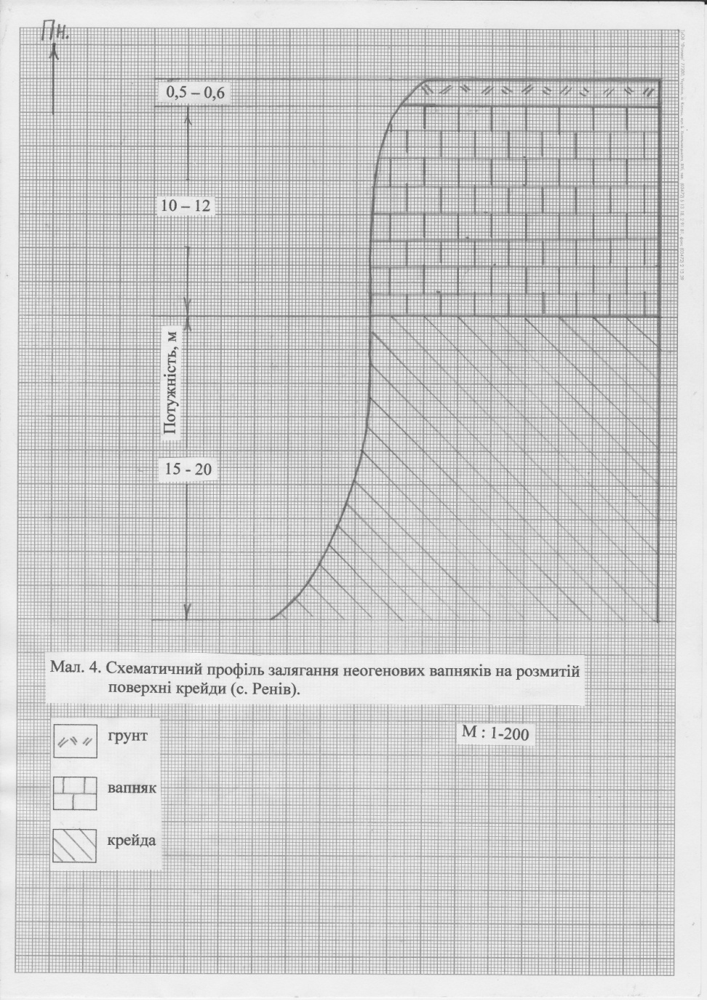 Пн.
0,5 – 0,6
10 – 12
Потужність, м
15 - 20
Мал. 4. Схематичний профіль залягання неогенових вапняків на розмитій
поверхні крейди (с. Ренів).
грунт
М : 1-200
вапняк
крейда